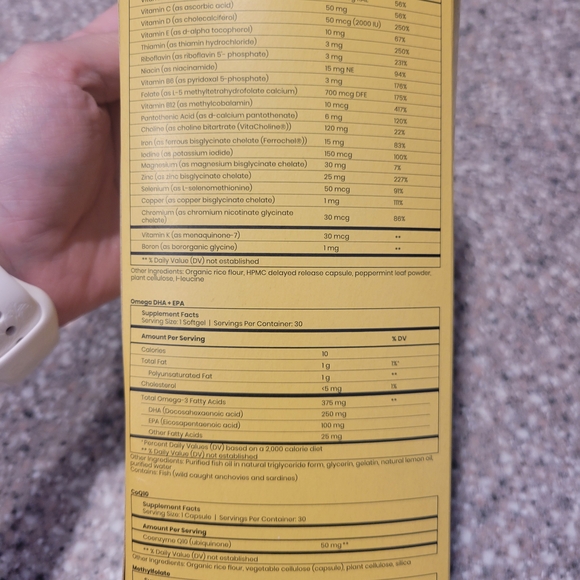 56%
Vitamin C (as ascorbic acid) 50 mg 56%
Vitamin D (as cholecalciferol) 50 mcg (2000 IU) 250%
Vitamin E (as d-alpha tocopherol) 10 mg 67%
Thiamin (as thiamin hydrochloride) 3 mg 250%
Riboflavin (as riboflavin 5'- phosphate) 3 mg 231%
Niacin (as niacinamide) 15 mg NE 94%
Vitamin B6 (as pyridoxal 5-phosphate) 3 mg 176%
Folate (as L-5 methyltetrahydrofolate calcium) 700 mcg DFE 175%
Vitamin B12 (as methylcobalamin) 10 mcg 417%
Pantothenic Acid (as d-calcium pantothenate) 6 mg 120%
Choline (as choline bitartrate (VitaCholine®)) 120 mg 22%
Iron (as ferrous bisglycinate chelate (Ferrochel®)) 15 mg 83%
Iodine (as potassium iodide) 150 mcg 100%
Magnesium (as magnesium bisglycinate chelate) 30 mg 7%
Zinc (as zinc bisglycinate chelate) 25 mg 227%
Selenium (as L-selenomethionine) 50 mcg 91%
Copper (as copper bisglycinate chelate) 1 mg 111%
Chromium (as chromium nicotinate glycinate
chelate) 30 mcg 86%
Vitamin K (as menaquinone-7) 30 mcg **
Boron (as bororganic glycine) 1 mg **
** % Daily Value (DV) not established
Other Ingredients: Organic rice flour, HPMC delayed release capsule, peppermint leaf powder,
plant cellulose, l-leucine
Omega DHA + EPA
Supplement Facts
Serving Size: 1 Softgel | Servings Per Container: 30
Amount Per Serving % DV
Calories 10
Total Fat 1 g 1%*
Polyunsaturated Fat 1 g **
Cholesterol <5 mg 1%
Total Omega-3 Fatty Acids 375 mg **
DHA (Docosahexaenoic acid) 250 mg
EPA (Eicosapentaenoic acid) 100 mg
Other Fatty Acids 25 mg
*Percent Daily Values (DV) based on a 2,000 calorie diet
** % Daily Value (DV) not established
Other Ingredients: Purified fish oil in natural triglyceride form, glycerin, gelatin, natural lemon oil,
purified water
Contains: Fish (wild caught anchovies and sardines)
CoQ10
Supplement Facts
Serving Size: 1 Capsule | Servings Per Container: 30
Amount Per Serving
Coenzyme Q10 (ubiquinone) 50 mg**
** % Daily Value (DV) not established
Other Ingredients: Organic rice flour, vegetable cellulose (capsule), plant cellulose, silica
Methylfolate